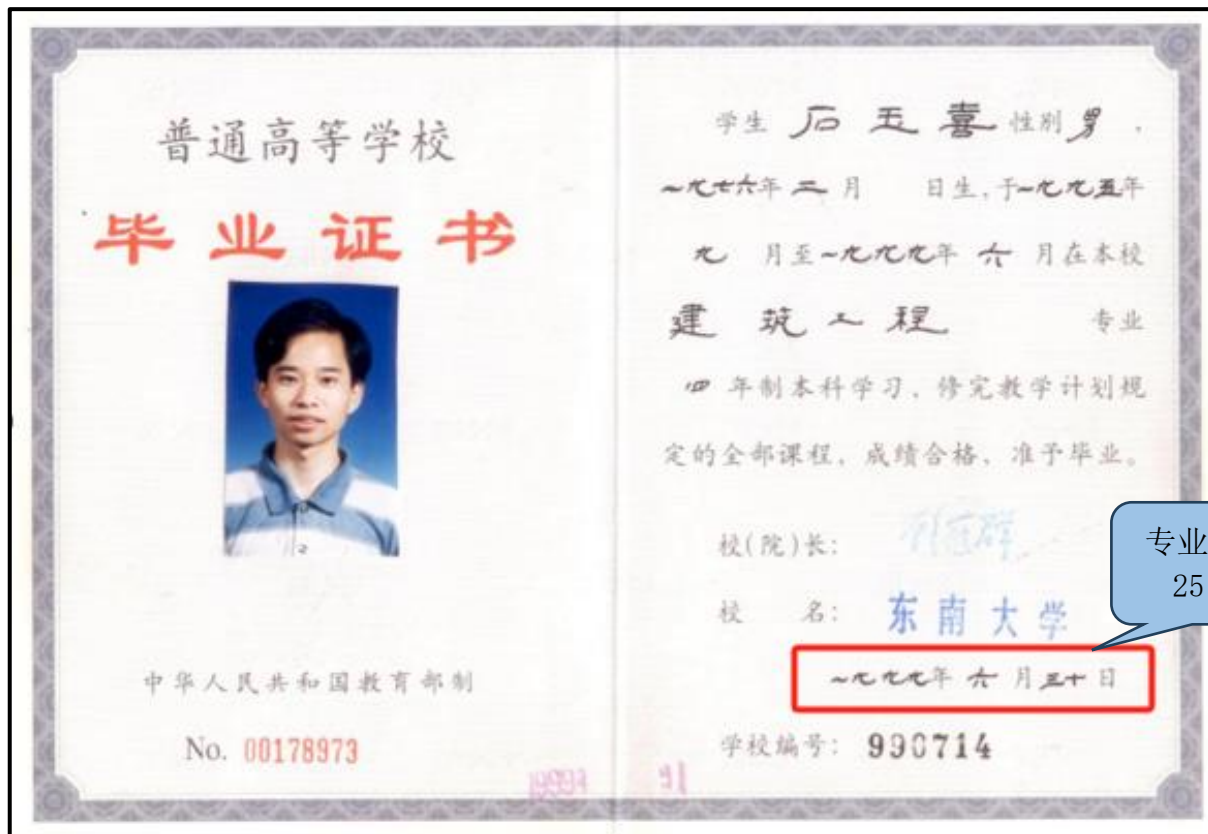 普通高等学校
毕业证书
中华人民共和国教育部制
No. 00178973
学生 石玉喜 性别 男，
一九七六年 二 月 日生，于一九九五年
九 月至一九九九年 六 月在本校
建筑工程 专业
四 年制本科学习，修完教学计划规
定的全部课程，成绩合格，准予毕业。
校(院)长：
校 名： 东南大学
一九九九年 六 月 三十 日
学校编号： 990714
专业
25